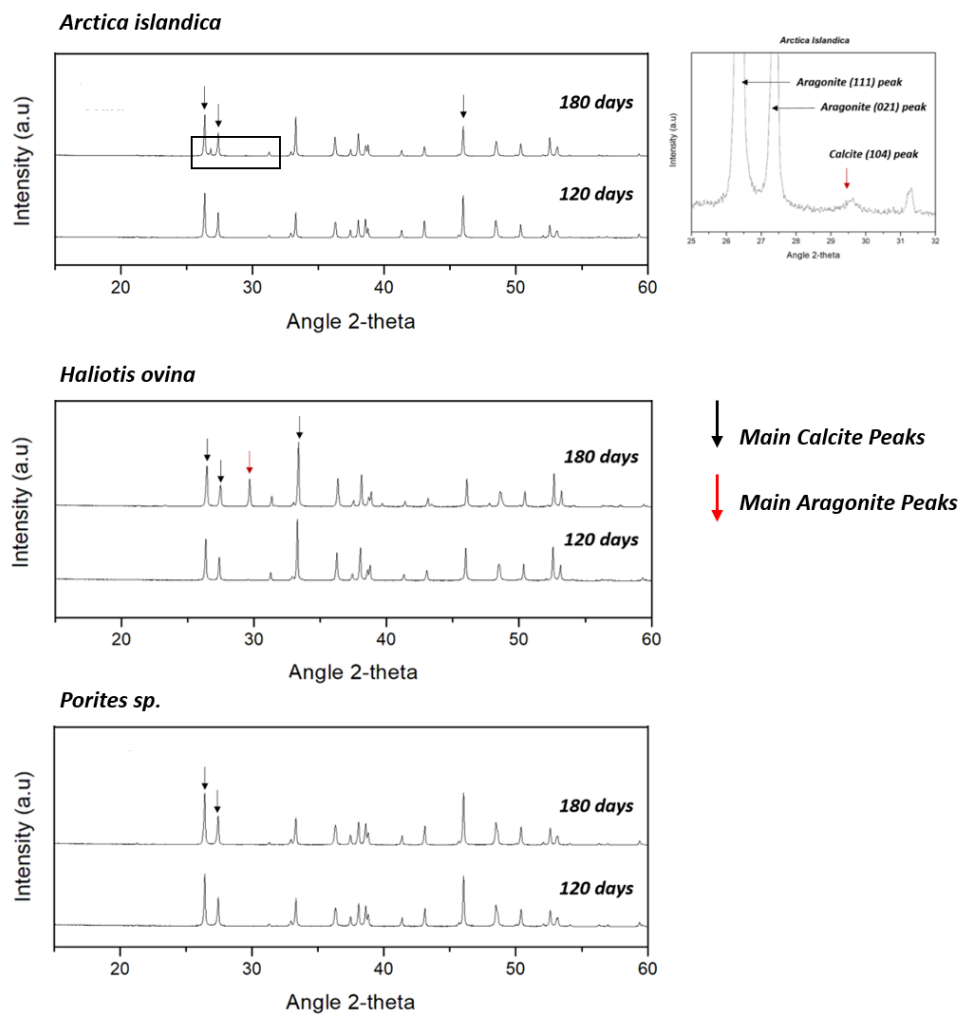 Arctica islandica
Intensity (a.u)
180 days
120 days
20 30 40 50 60
Angle 2-theta
Arctica Islandica
Intensity (a.u)
Aragonite (111) peak
Aragonite (021) peak
Calcite (104) peak
25 26 27 28 29 30 31 32
Angle 2-theta
Haliotis ovina
Intensity (a.u)
180 days
120 days
20 30 40 50 60
Angle 2-theta
Main Calcite Peaks
Main Aragonite Peaks
Porites sp.
Intensity (a.u)
180 days
120 days
20 30 40 50 60
Angle 2-theta